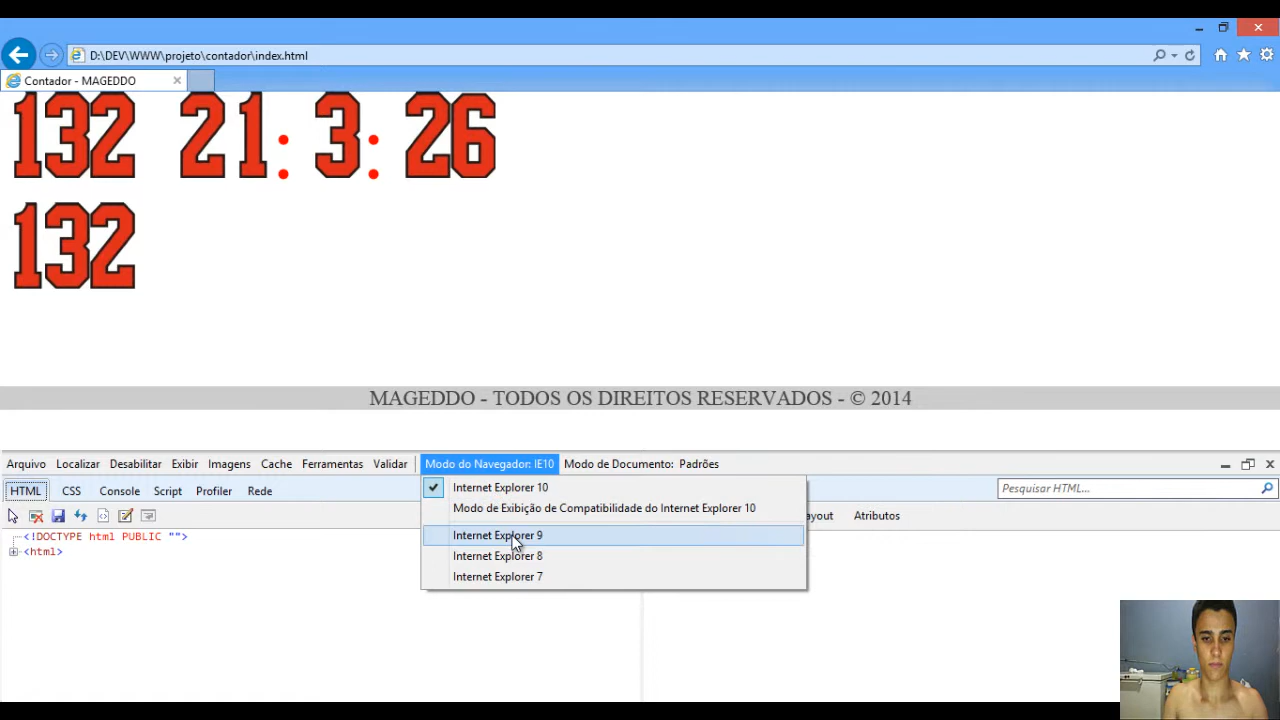 D:\DEV\WWW\projeto\contador\index.html
Contador - MAGEDDO
132 21: 3: 26
132
MAGEDDO - TODOS OS DIREITOS RESERVADOS - © 2014
Arquivo Localizar Desabilitar Exibir Imagens Cache Ferramentas Validar Modo do Navegador: IE10 Modo de Documento: Padrões
HTML CSS Console Script Profiler Rede Pesquisar HTML...
Internet Explorer 10
Modo de Exibição de Compatibilidade do Internet Explorer 10
Internet Explorer 9
Internet Explorer 8
Internet Explorer 7
Atributos
<!DOCTYPE html PUBLIC "">
<html>